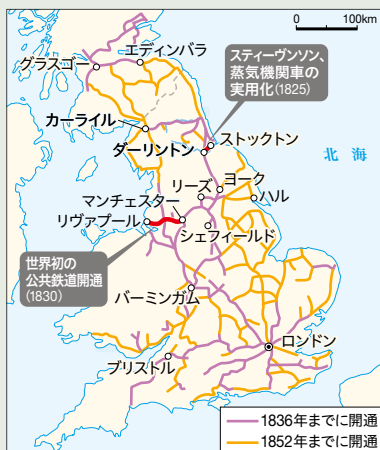 0 100km
エディンバラ
グラスゴー
スティーヴンソン、
蒸気機関車の
実用化(1825)
カーライル
ストックトン
ダーリントン
北海
リーズ
ヨーク
マンチェスター
ハル
リヴァプール
シェフィールド
世界初の
公共鉄道開通
(1830)
バーミンガム
ロンドン
ブリストル
1836年までに開通
1852年までに開通